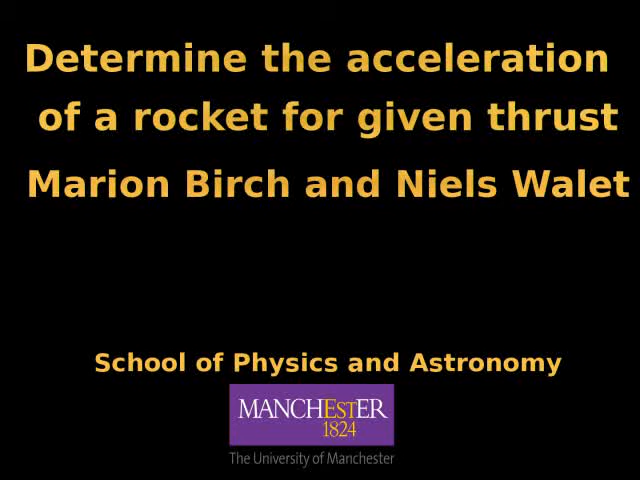 Determine the acceleration
of a rocket for given thrust
Marion Birch and Niels Walet
School of Physics and Astronomy
MANCHESTER
1824
The University of Manchester